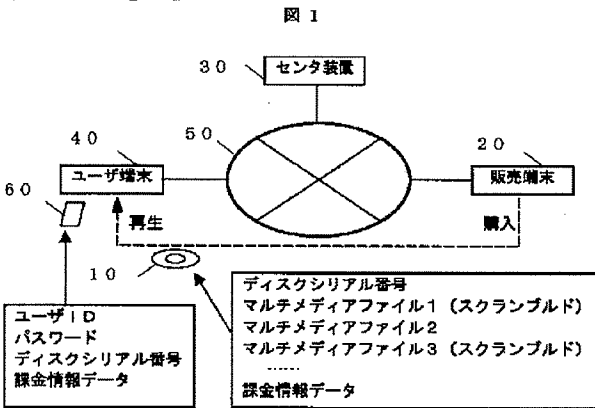 図1
30
センタ装置
40
50
20
ユーザ端末
販売端末
60
再生
購入
10
ディスクシリアル番号
マルチメディアファイル1(スクランブルド)
マルチメディアファイル2
マルチメディアファイル3(スクランブルド)
……
課金情報データ
ユーザID
パスワード
ディスクシリアル番号
課金情報データ